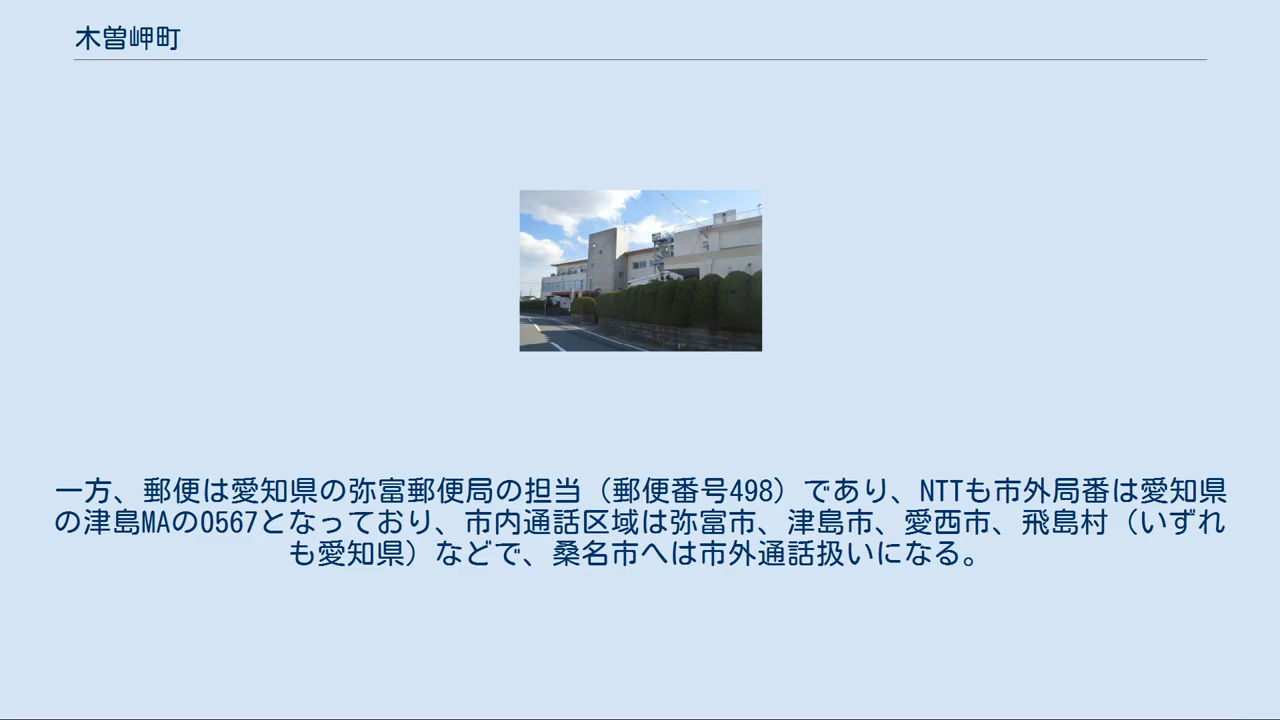 木曽岬町
一方、郵便は愛知県の弥富郵便局の担当（郵便番号498）であり、NTTも市外局番は愛知県
の津島MAの0567となっており、市内通話区域は弥富市、津島市、愛西市、飛島村（いずれ
も愛知県）などで、桑名市へは市外通話扱いになる。